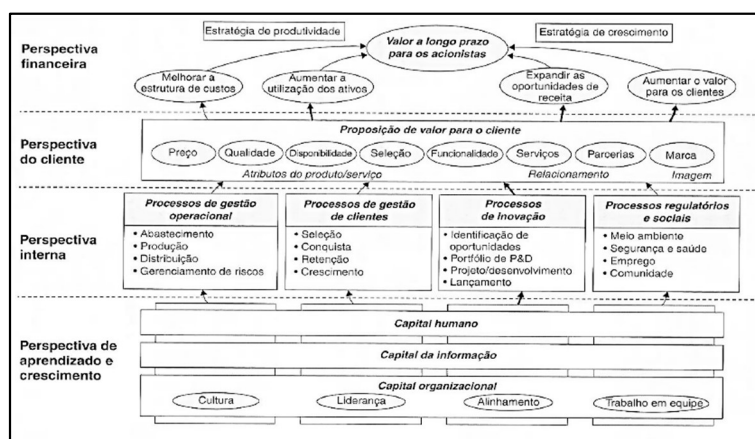 Estratégia de produtividade
Estratégia de crescimento
Perspectiva
financeira
Valor a longo prazo
para os acionistas
Melhorar a
estrutura de custos
Aumentar a
utilização dos ativos
Expandir as
oportunidades de
receita
Aumentar o valor
para os clientes
Perspectiva
do cliente
Proposição de valor para o cliente
Preço
Qualidade
Disponibilidade
Seleção
Funcionalidade
Serviços
Parcerias
Marca
Atributos do produto/serviço
Relacionamento
Imagem
Perspectiva
interna
Processos de gestão
operacional
• Abastecimento
• Produção
• Distribuição
• Gerenciamento de riscos
Processos de gestão
de clientes
• Seleção
• Conquista
• Retenção
• Crescimento
Processos
de inovação
• Identificação de
oportunidades
• Portfólio de P&D
• Projeto/desenvolvimento
• Lançamento
Processos regulatórios
e sociais
• Meio ambiente
• Segurança e saúde
• Emprego
• Comunidade
Perspectiva de
aprendizado e
crescimento
Capital humano
Capital da informação
Capital organizacional
Cultura
Liderança
Alinhamento
Trabalho em equipe